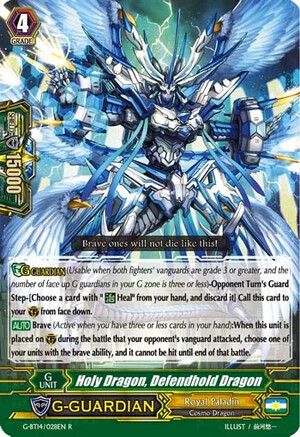 4
GRADE
SHIELD
15000
Brave ones will not die like this!
G GUARDIAN (Usable when both fighters' vanguards are grade 3 or greater, and the
number of face up G guardians in your G zone is three or less)-Opponent Turn's Guard
Step-[Choose a card with " Heal" from your hand, and discard it] Call this card to
your from face down.
AUTO Brave (Active when you have three or less cards in your hand):When this unit is
placed on during the battle that your opponent's vanguard attacked, choose one of
your units with the brave ability, and it cannot be hit until end of that battle.
G
UNIT
Holy Dragon, Defendhold Dragon
G-GUARDIAN
Royal Paladin
Cosmo Dragon
G-BT14/028EN R
ILLUST / 前河悠一